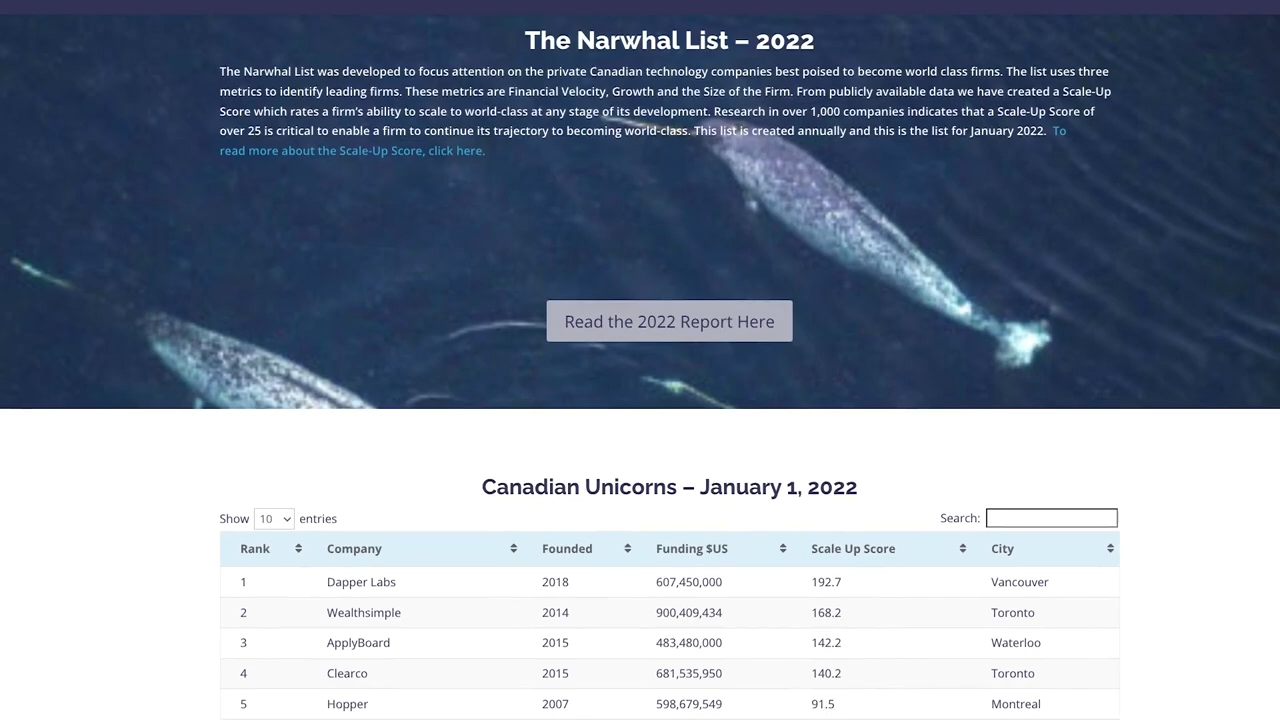 The Narwhal List – 2022
The Narwhal List was developed to focus attention on the private Canadian technology companies best poised to become world class firms. The list uses three
metrics to identify leading firms. These metrics are Financial Velocity, Growth and the Size of the Firm. From publicly available data we have created a Scale-Up
Score which rates a firm's ability to scale to world-class at any stage of its development. Research in over 1,000 companies indicates that a Scale-Up Score of
over 25 is critical to enable a firm to continue its trajectory to becoming world-class. This list is created annually and this is the list for January 2022. To
read more about the Scale-Up Score, click here.
Read the 2022 Report Here
Canadian Unicorns – January 1, 2022
Show 10 entries Search:
Rank Company Founded Funding $US Scale Up Score City
1 Dapper Labs 2018 607,450,000 192.7 Vancouver
2 Wealthsimple 2014 900,409,434 168.2 Toronto
3 ApplyBoard 2015 483,480,000 142.2 Waterloo
4 Clearco 2015 681,535,950 140.2 Toronto
5 Hopper 2007 598,679,549 91.5 Montreal